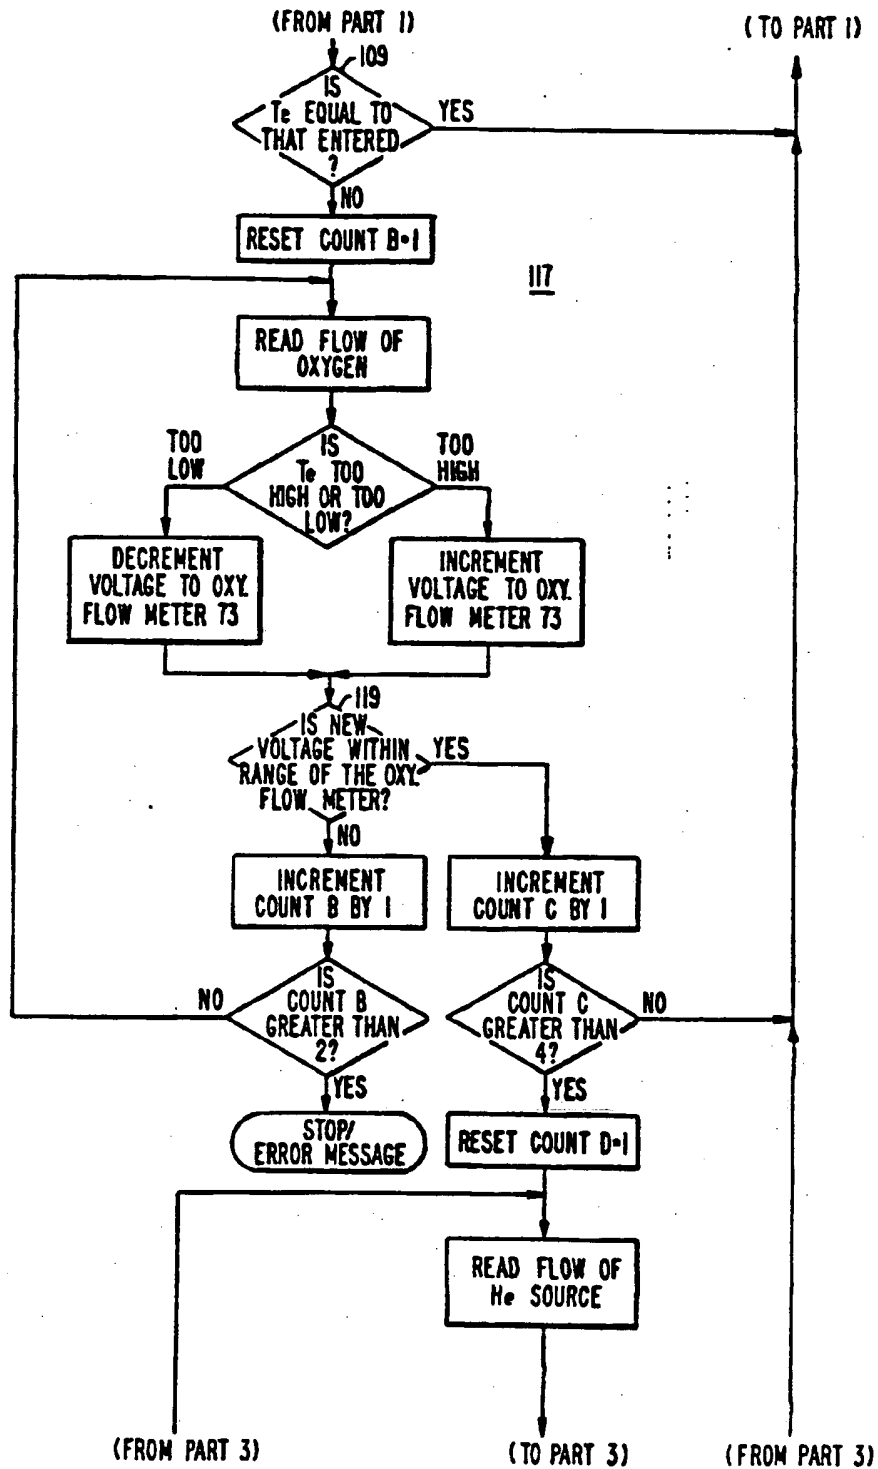 (FROM PART 1)
(TO PART 1)
109
IS
Te EQUAL TO
THAT ENTERED
?
YES
NO
RESET COUNT B=1
117
READ FLOW OF
OXYGEN
TOO
LOW
IS
Te TOO
HIGH OR TOO
LOW?
TOO
HIGH
DECREMENT
VOLTAGE TO OXY.
FLOW METER 73
INCREMENT
VOLTAGE TO OXY.
FLOW METER 73
119
IS NEW
VOLTAGE WITHIN
RANGE OF THE OXY.
FLOW METER?
YES
NO
INCREMENT
COUNT B BY 1
INCREMENT
COUNT C BY 1
NO
IS
COUNT B
GREATER THAN
2?
IS
COUNT C
GREATER THAN
4?
NO
YES
YES
STOP/
ERROR MESSAGE
RESET COUNT D=1
READ FLOW OF
He SOURCE
(FROM PART 3)
(TO PART 3)
(FROM PART 3)